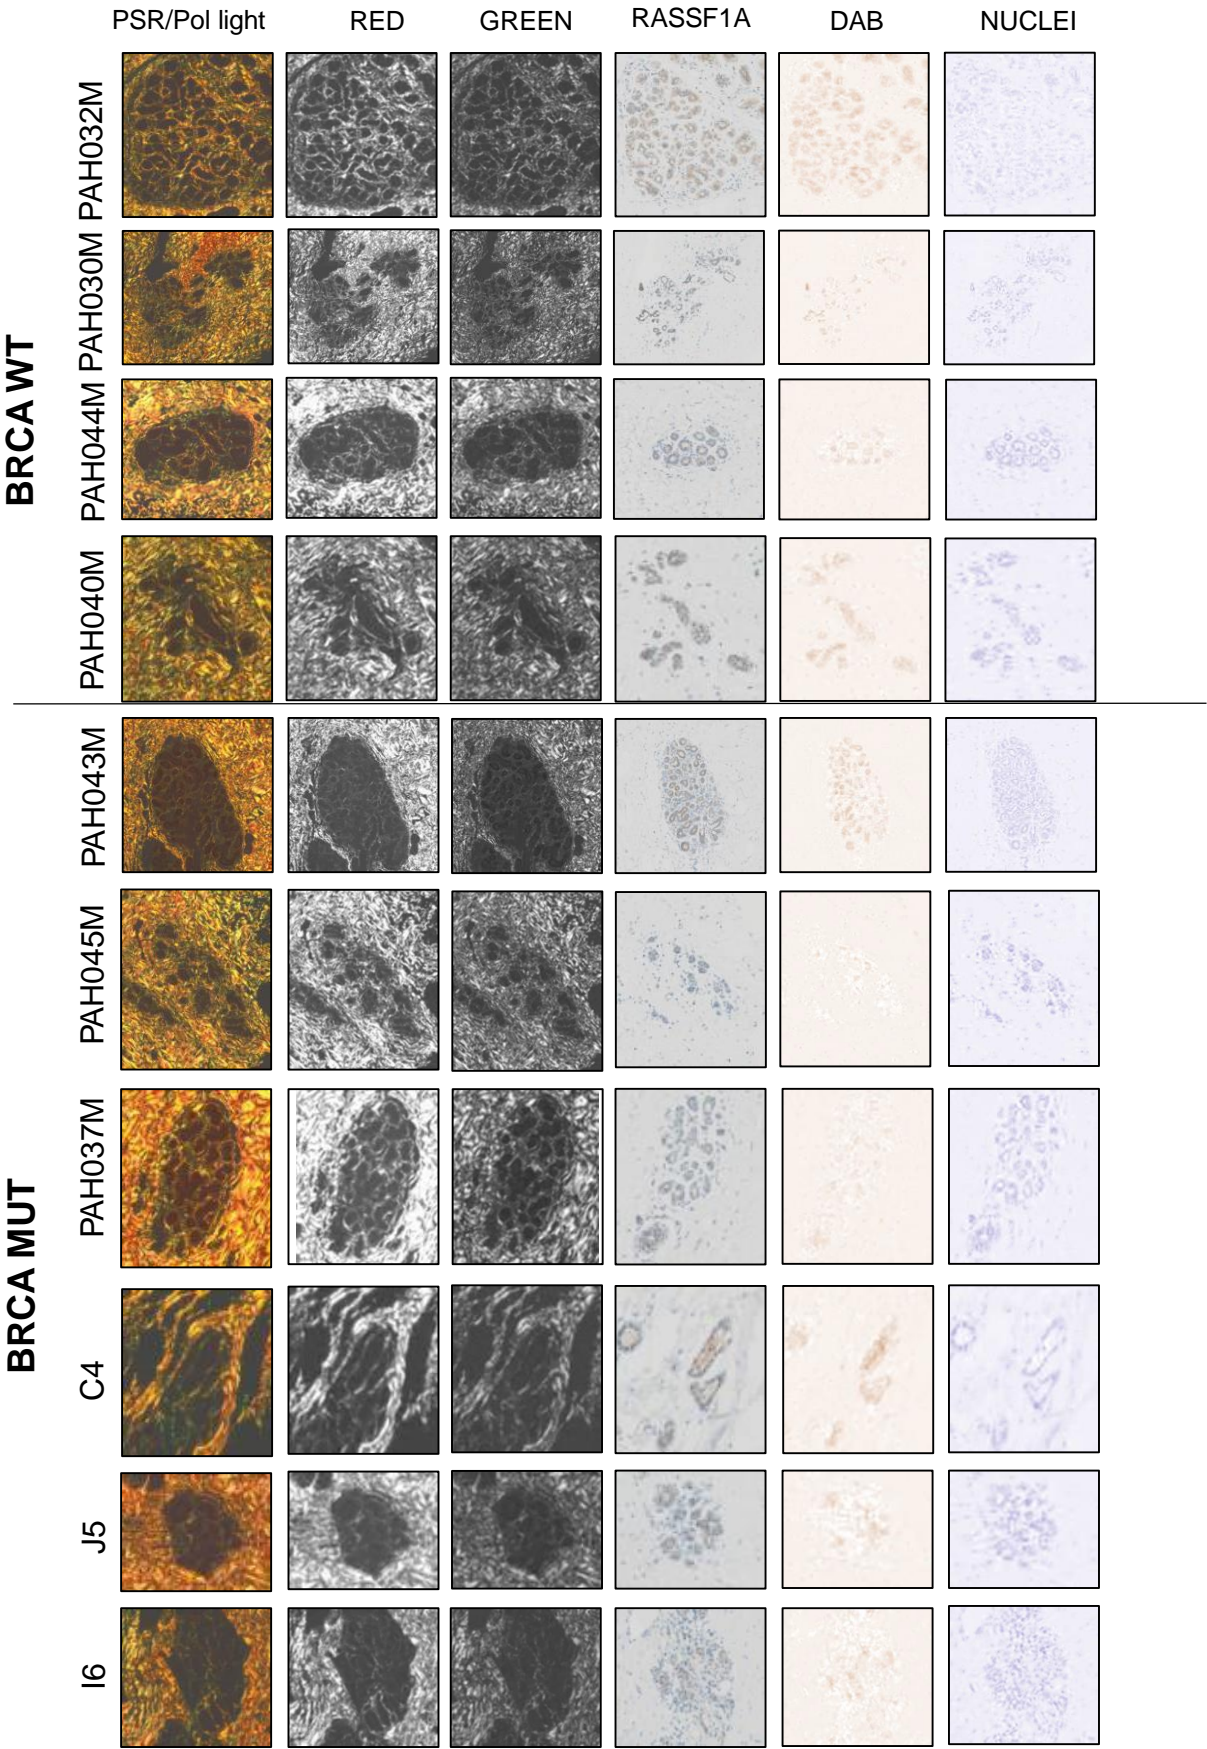 PSR/Pol light RED GREEN RASSF1A DAB NUCLEI
BRCA WT
PAH032M
PAH030M
PAH044M
PAH040M
BRCA MUT
PAH043M
PAH045M
PAH037M
C4
J5
I6